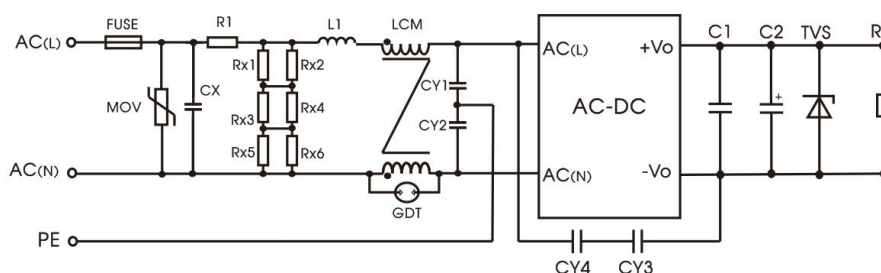 FUSE
R1
L1
LCM
C1
C2
TVS
R
AC(L)
AC(L)
+Vo
Rx1
Rx2
CY1
MOV
CX
Rx3
Rx4
AC-DC
+
CY2
Rx5
Rx6
AC(N)
AC(N)
-Vo
GDT
PE
CY4
CY3